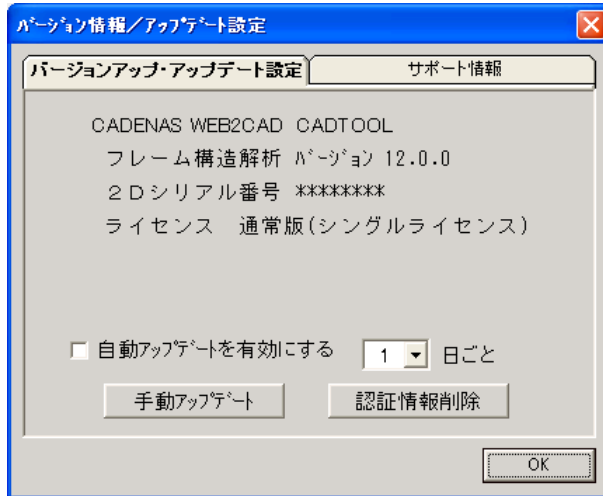 バージョン情報／アップデート設定
バージョンアップ・アップデート設定
サポート情報
CADENAS WEB2CAD CADTOOL
フレーム構造解析 バージョン 12.0.0
２Ｄシリアル番号 ********
ライセンス　通常版(シングルライセンス)
自動アップデートを有効にする 1 日ごと
手動アップデート 認証情報削除
OK